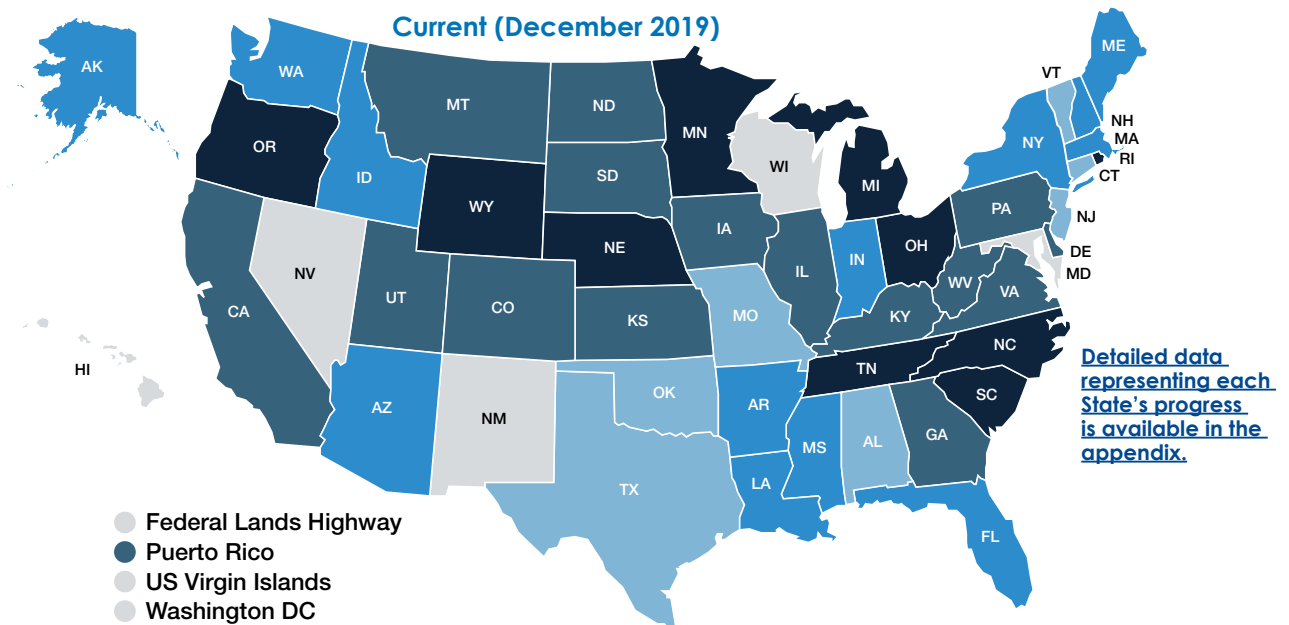 Current (December 2019)
AK
WA
MT
ND
MN
ME
VT
NH
MA
RI
CT
NY
OR
ID
SD
WI
MI
WY
IA
PA
NJ
NE
OH
DE
MD
NV
UT
CO
IL
IN
WV
VA
CA
KS
MO
KY
HI
NC
TN
SC
AZ
NM
OK
AR
MS
AL
GA
TX
LA
FL
Detailed data
representing each
State's progress
is available in the
appendix.
Federal Lands Highway
Puerto Rico
US Virgin Islands
Washington DC